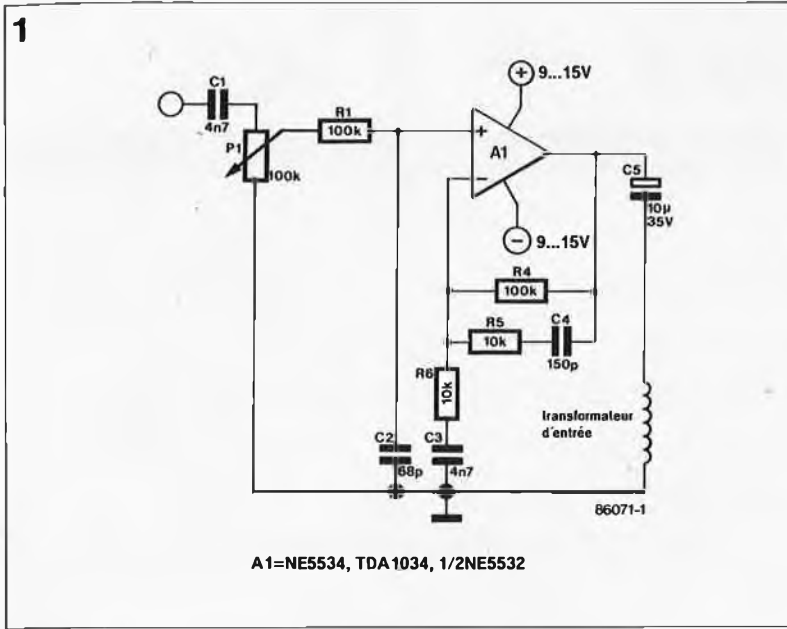 1
C1
4n7
P1
100k
R1
100k
+
9...15V
+
A1
−
−
9...15V
C5
10µ
35V
R4
100k
R5
10k
C4
150p
R6
10k
C2
68p
C3
4n7
transformateur
d'entrée
86071-1
A1=NE5534, TDA1034, 1/2NE5532